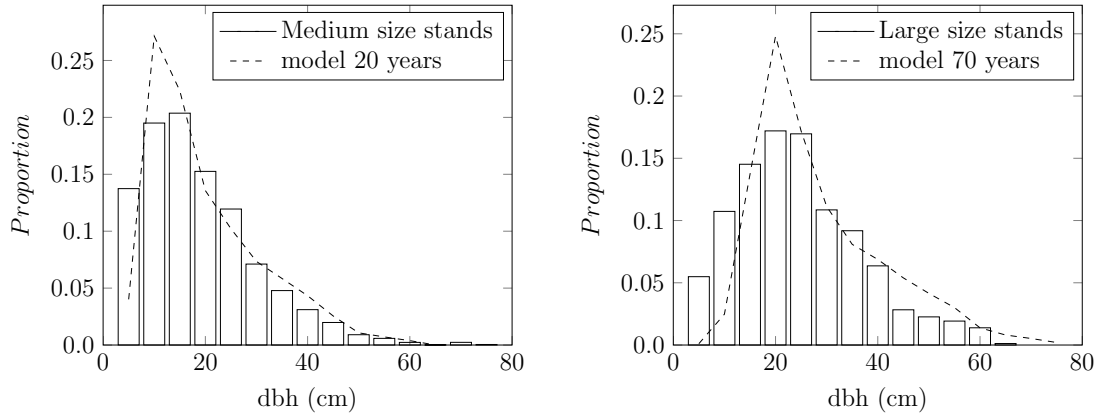 Medium size stands
model 20 years
0.25
0.2
0.15
0.1
0.05
0.0
0
20
40
60
80
Proportion
dbh (cm)
Large size stands
model 70 years
0.25
0.20
0.15
0.10
0.05
0.0
0
20
40
60
80
Proportion
dbh (cm)